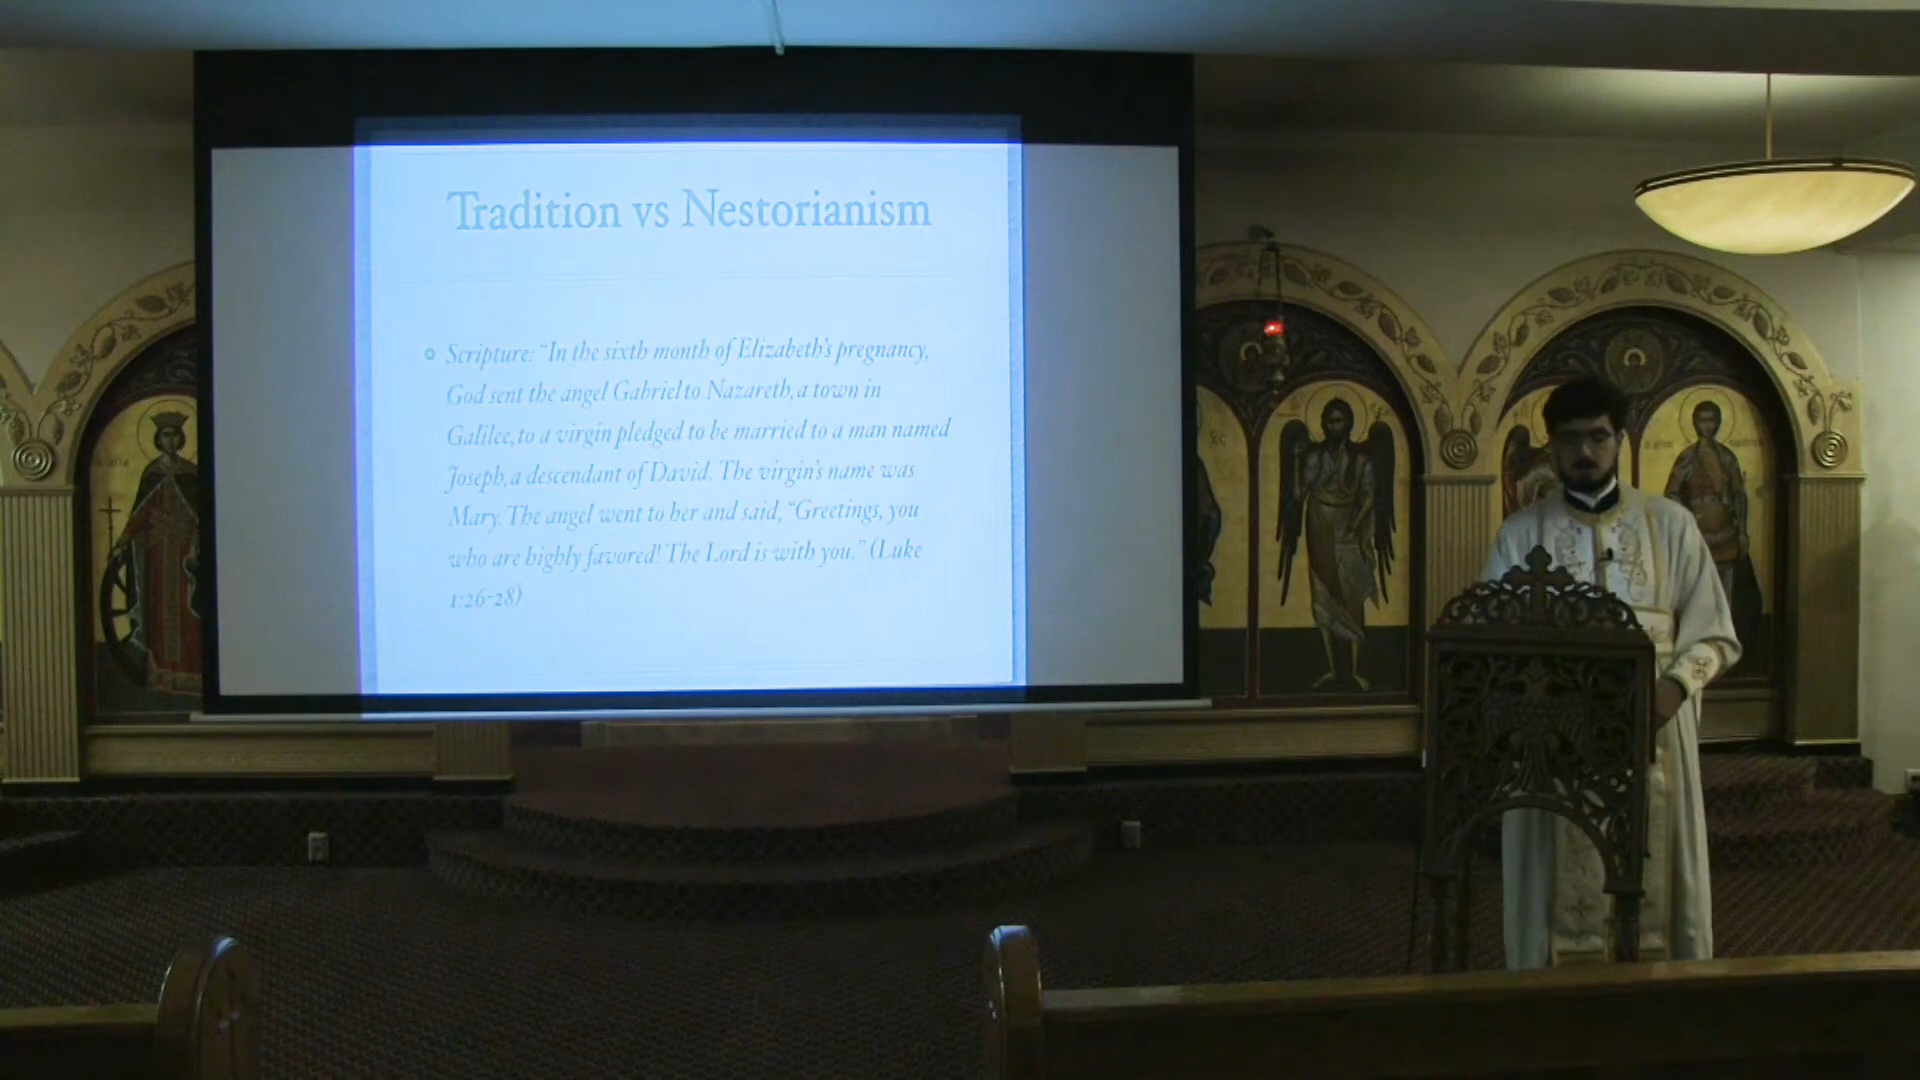 Tradition vs Nestorianism
Scripture: “In the sixth month of Elizabeth's pregnancy,
God sent the angel Gabriel to Nazareth, a town in
Galilee, to a virgin pledged to be married to a man named
Joseph, a descendant of David. The virgin's name was
Mary. The angel went to her and said, “Greetings, you
who are highly favored! The Lord is with you.” (Luke
1:26-28)